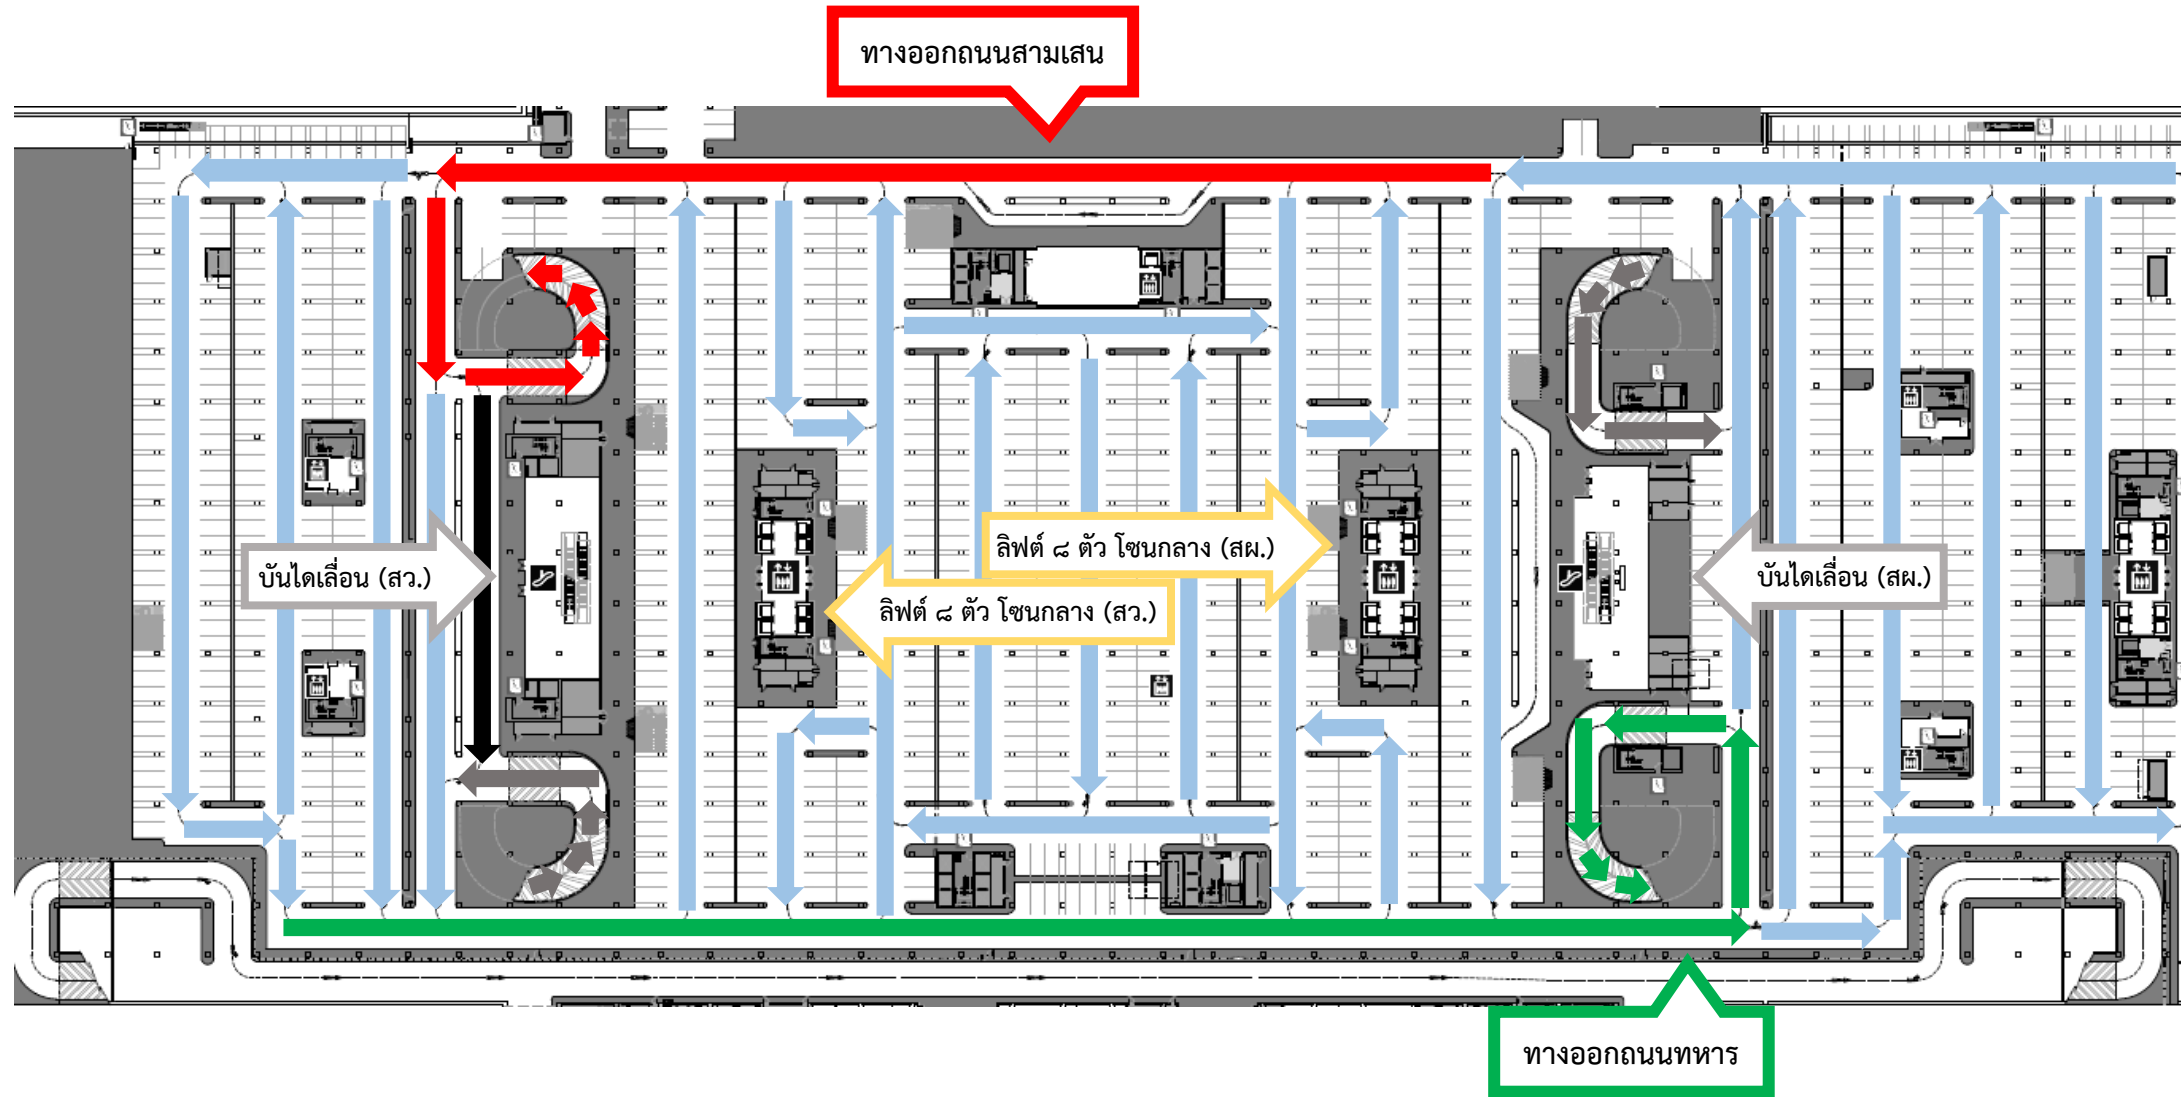 ทางออกถนนสามเสน
ลิฟต์ ๘ ตัว โซนกลาง (สผ.)
บันไดเลื่อน (สว.)
บันไดเลื่อน (สผ.)
ลิฟต์ ๘ ตัว โซนกลาง (สว.)
ทางออกถนนทหาร